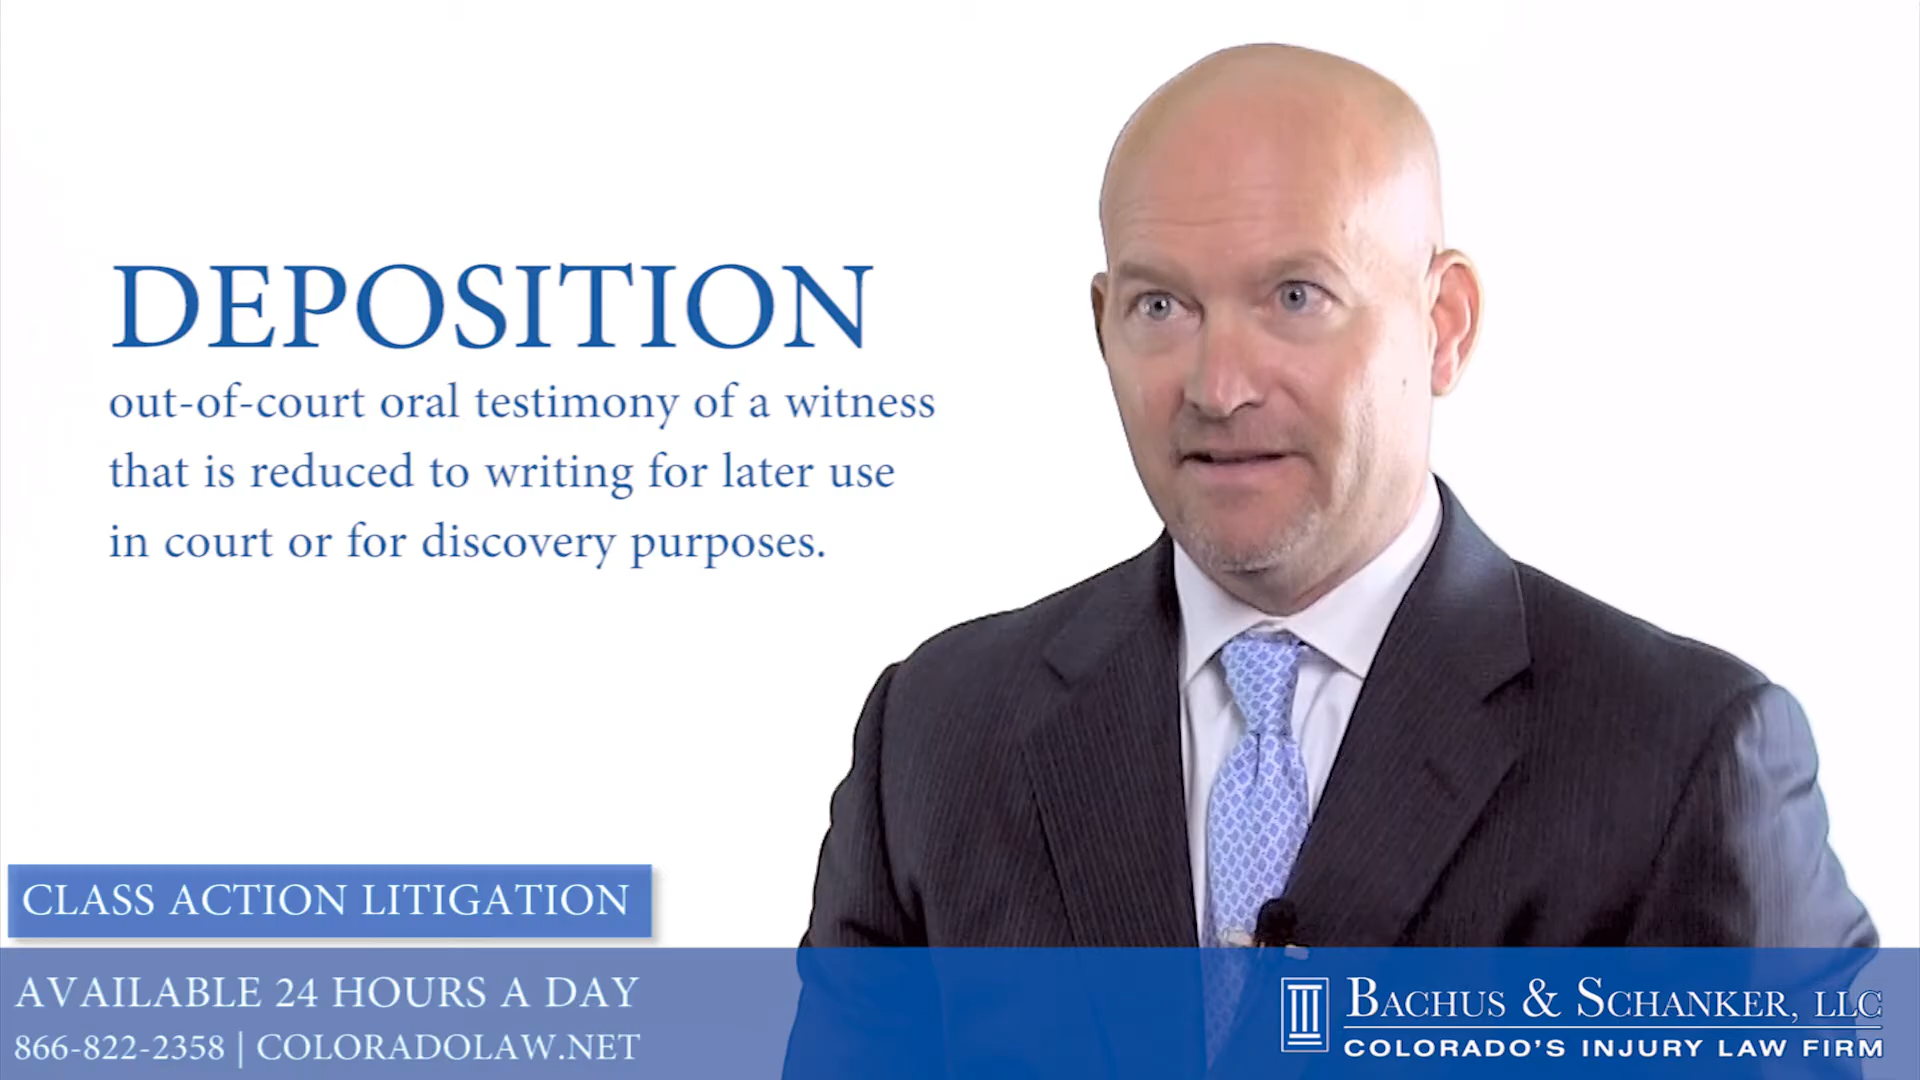 DEPOSITION
out-of-court oral testimony of a witness
that is reduced to writing for later use
in court or for discovery purposes.
CLASS ACTION LITIGATION
AVAILABLE 24 HOURS A DAY
866-822-2358 | COLORADOLAW.NET
BACHUS & SCHANKER, LLC
COLORADO'S INJURY LAW FIRM